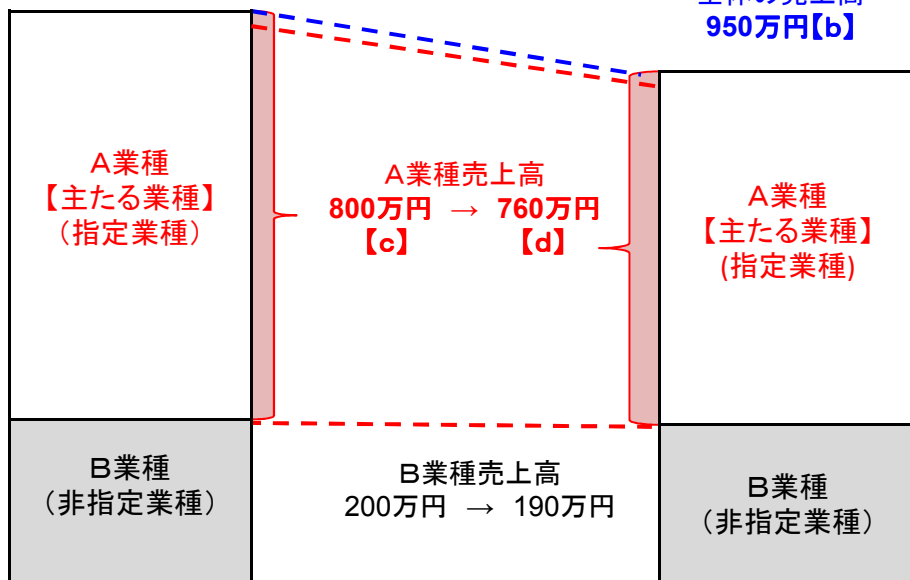 950万円【b】
A業種
【主たる業種】
（指定業種）
A業種売上高
800万円 → 760万円
【c】 【d】
A業種
【主たる業種】
(指定業種)
B業種
（非指定業種）
B業種売上高
200万円 → 190万円
B業種
（非指定業種）